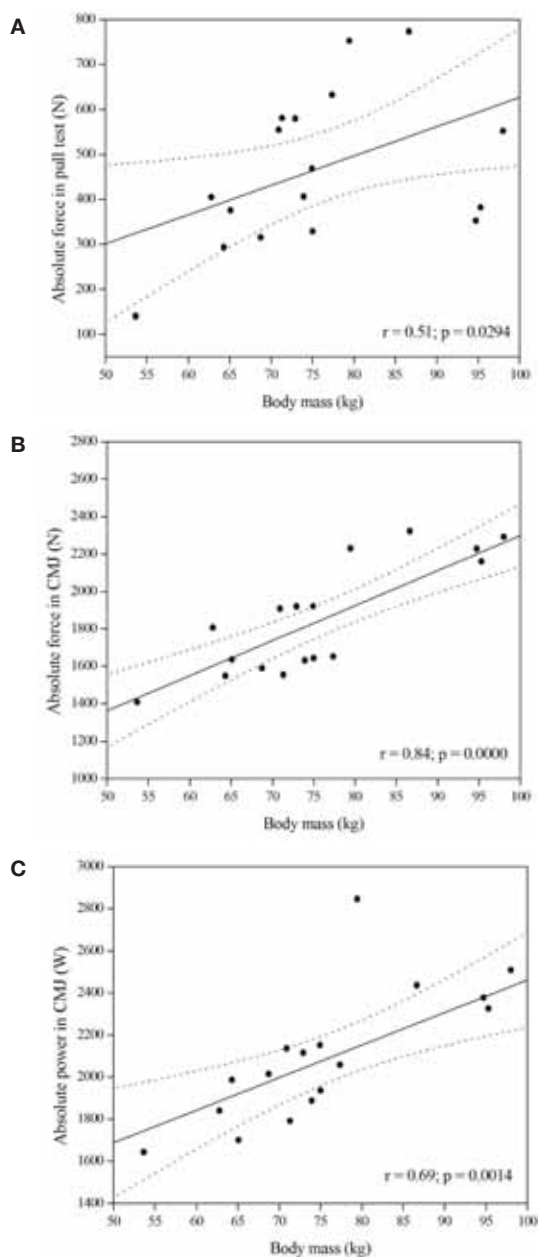 A
800
700
600
500
400
300
200
100
Absolute force in pull test (N)
r = 0.51; p = 0.0294
50 55 60 65 70 75 80 85 90 95 100
Body mass (kg)
B
2800
2600
2400
2200
2000
1800
1600
1400
1200
1000
Absolute force in CMJ (N)
r = 0.84; p = 0.0000
50 55 60 65 70 75 80 85 90 95 100
Body mass (kg)
C
3000
2800
2600
2400
2200
2000
1800
1600
1400
Absolute power in CMJ (W)
r = 0.69; p = 0.0014
50 55 60 65 70 75 80 85 90 95 100
Body mass (kg)